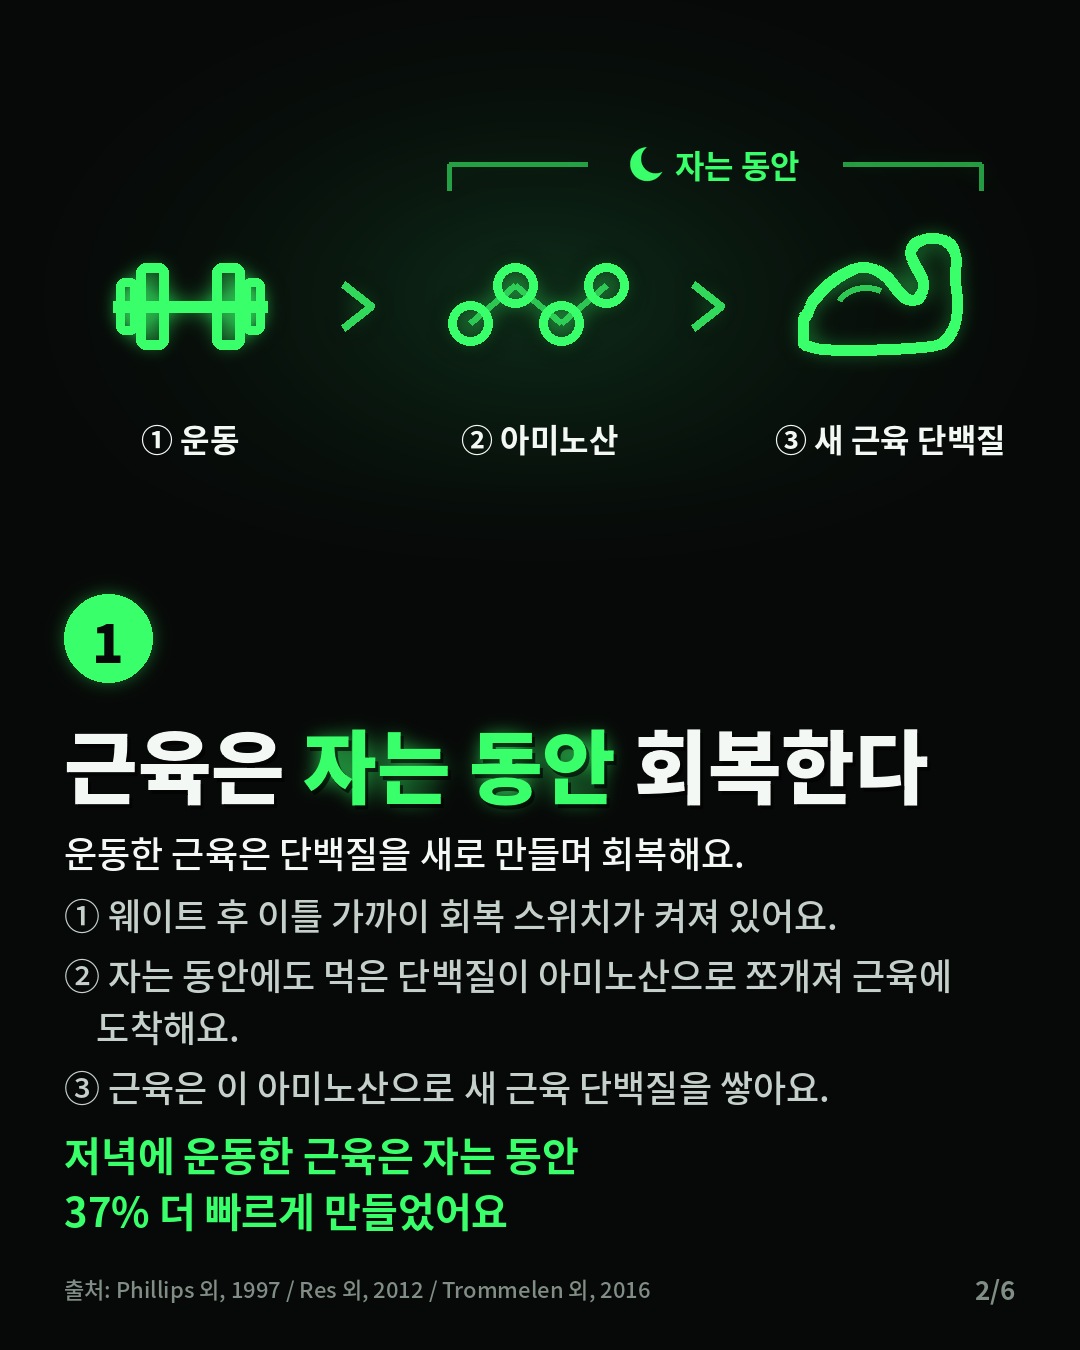 자는 동안
① 운동
② 아미노산
③ 새 근육 단백질
1
근육은 자는 동안 회복한다
운동한 근육은 단백질을 새로 만들며 회복해요.
① 웨이트 후 이틀 가까이 회복 스위치가 켜져 있어요.
② 자는 동안에도 먹은 단백질이 아미노산으로 쪼개져 근육에
도착해요.
③ 근육은 이 아미노산으로 새 근육 단백질을 쌓아요.
저녁에 운동한 근육은 자는 동안
37% 더 빠르게 만들었어요
출처: Phillips 외, 1997 / Res 외, 2012 / Trommelen 외, 2016
2/6